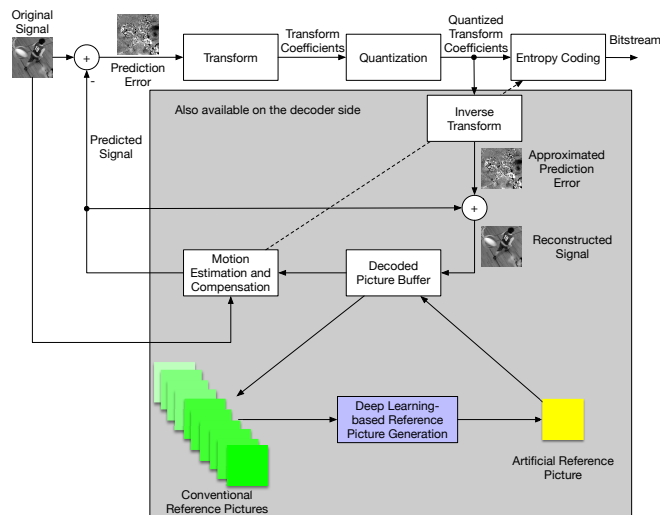 Original
Signal
+
-
Prediction
Error
Transform
Transform
Coefficients
Quantization
Quantized
Transform
Coefficients
Entropy Coding
Bitstream
Also available on the decoder side
Inverse
Transform
Predicted
Signal
Approximated
Prediction
Error
+
Reconstructed
Signal
Motion
Estimation and
Compensation
Decoded
Picture Buffer
Deep Learning-
based Reference
Picture Generation
Artificial Reference
Picture
Conventional
Reference Pictures